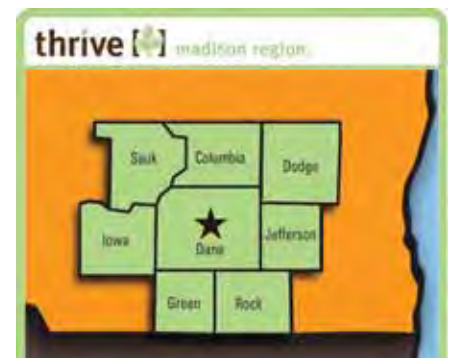 thrive [ ] madison region.
Sauk
Columbia
Dodge
Iowa
Dane
Jefferson
Green
Rock